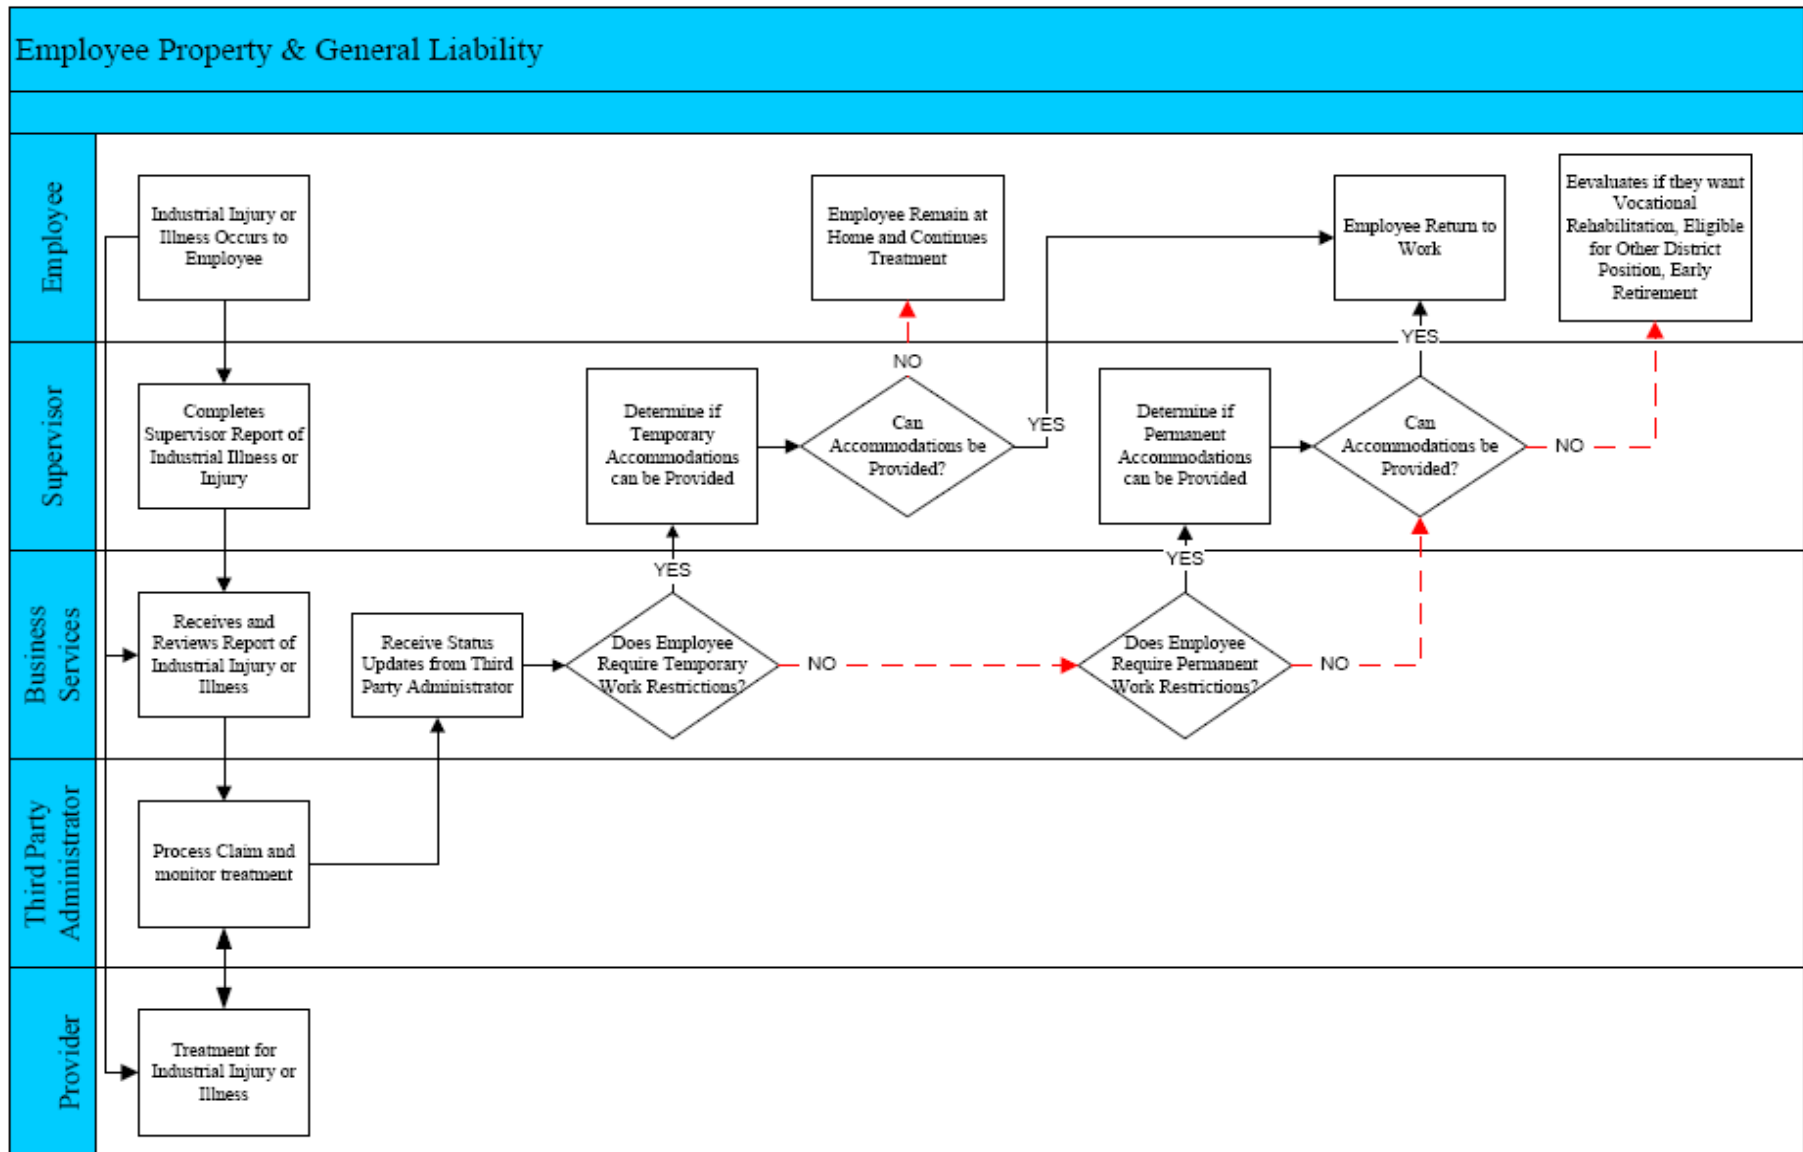 Employee Property & General Liability
Employee
Industrial Injury or
Illness Occurs to
Employee
Employee Remain at
Home and Continues
Treatment
Employee Return to
Work
Eevaluates if they want
Vocational
Rehabilitation, Eligible
for Other District
Position, Early
Retirement
Supervisor
Completes
Supervisor Report of
Industrial Illness or
Injury
Determine if
Temporary
Accommodations
can be Provided
NO
Can
Accommodations be
Provided?
YES
Determine if
Permanent
Accommodations
can be Provided
YES
Can
Accommodations be
Provided?
NO
Business
Services
Receives and
Reviews Report of
Industrial Injury or
Illness
Receive Status
Updates from Third
Party Administrator
YES
Does Employee
Require Temporary
Work Restrictions?
NO
YES
Does Employee
Require Permanent
Work Restrictions?
NO
Third Party
Administrator
Process Claim and
monitor treatment
Provider
Treatment for
Industrial Injury or
Illness